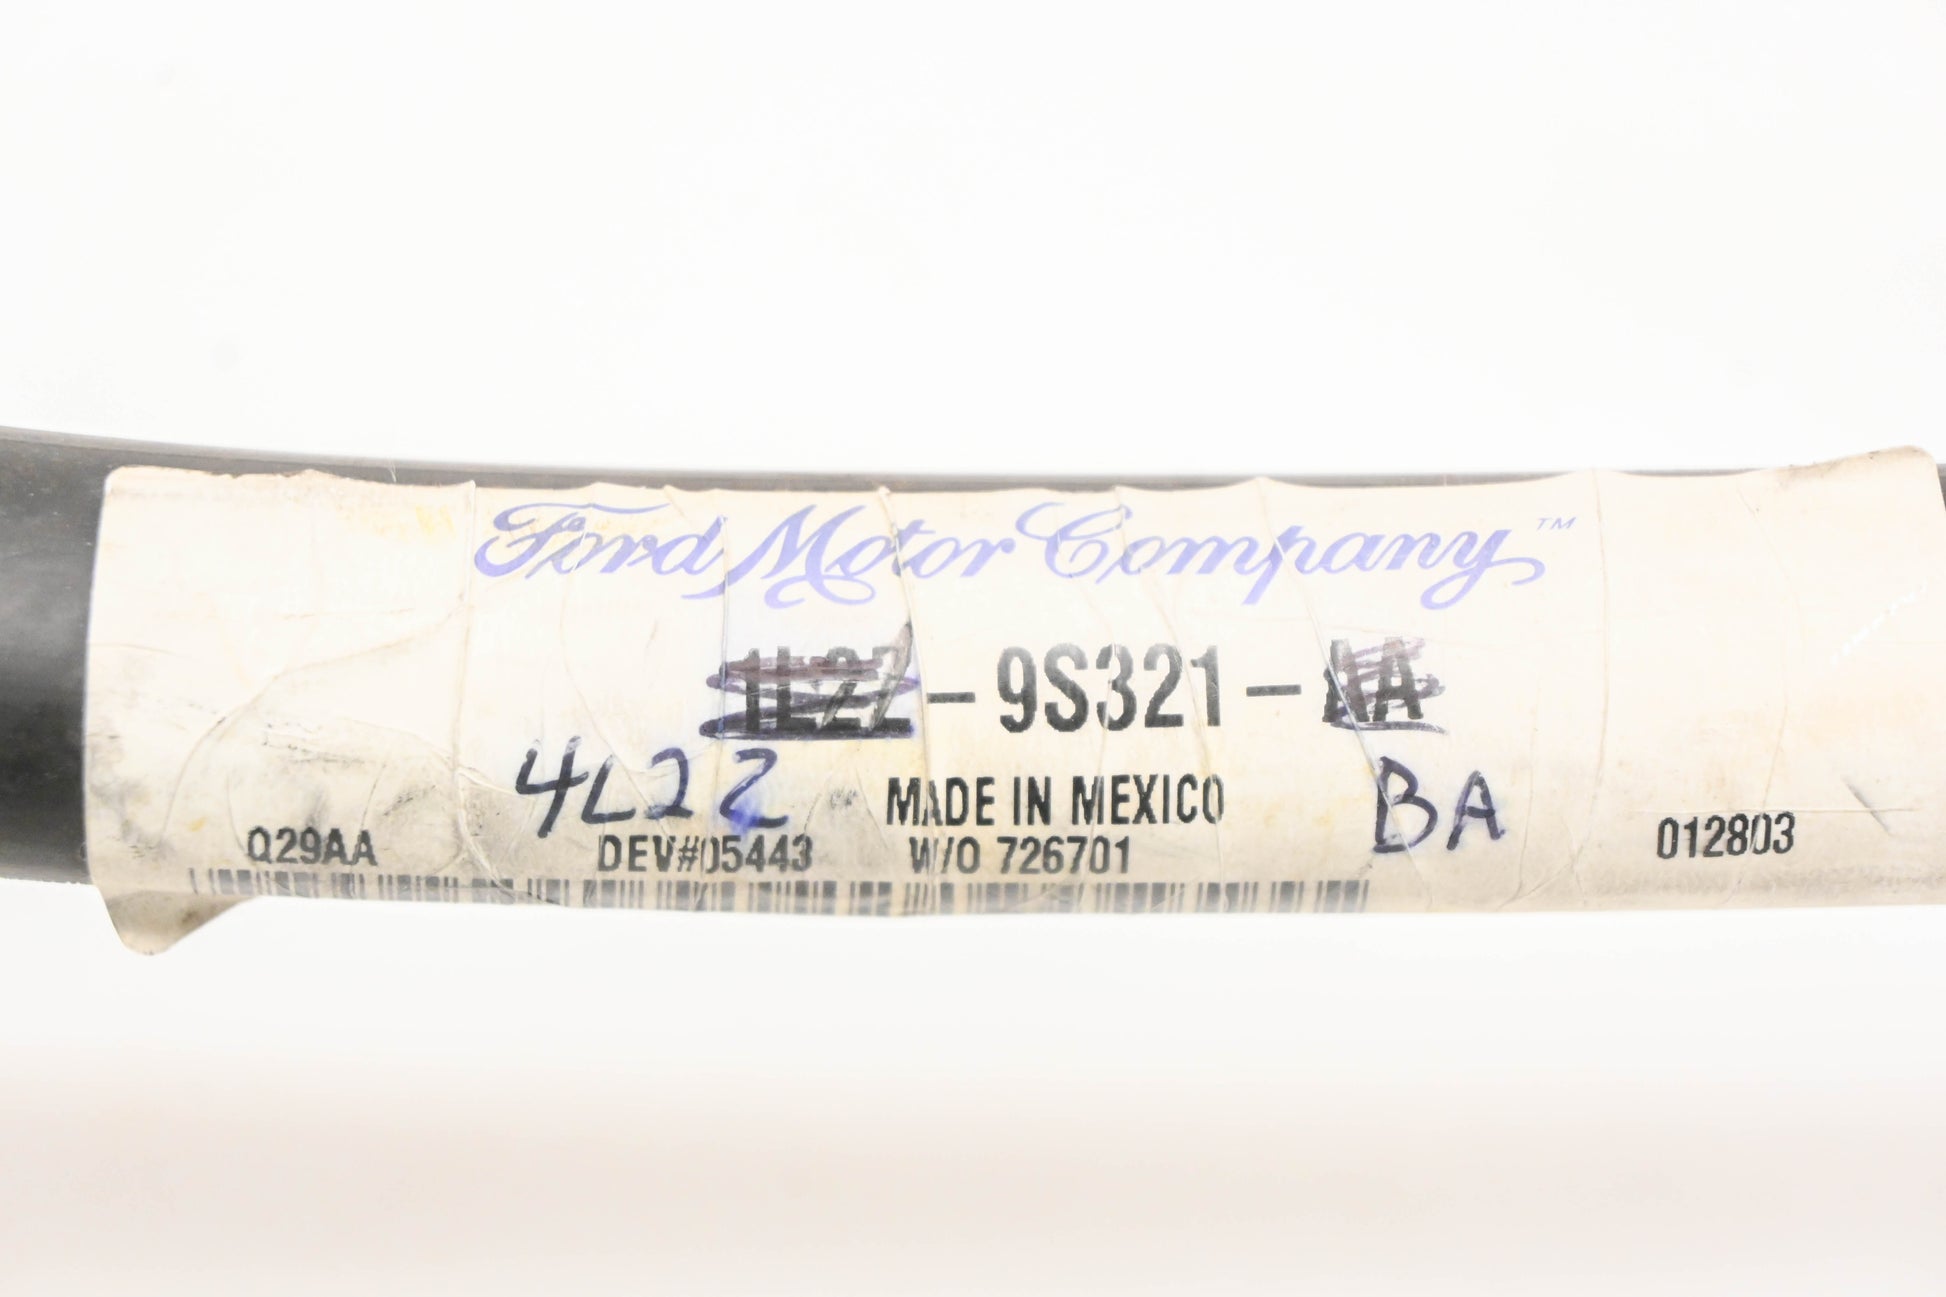 Ford Motor Company™
1L2Z-9S321-AA
4L2Z BA
MADE IN MEXICO
Q29AA DEV#05443 W/O 726701 012803